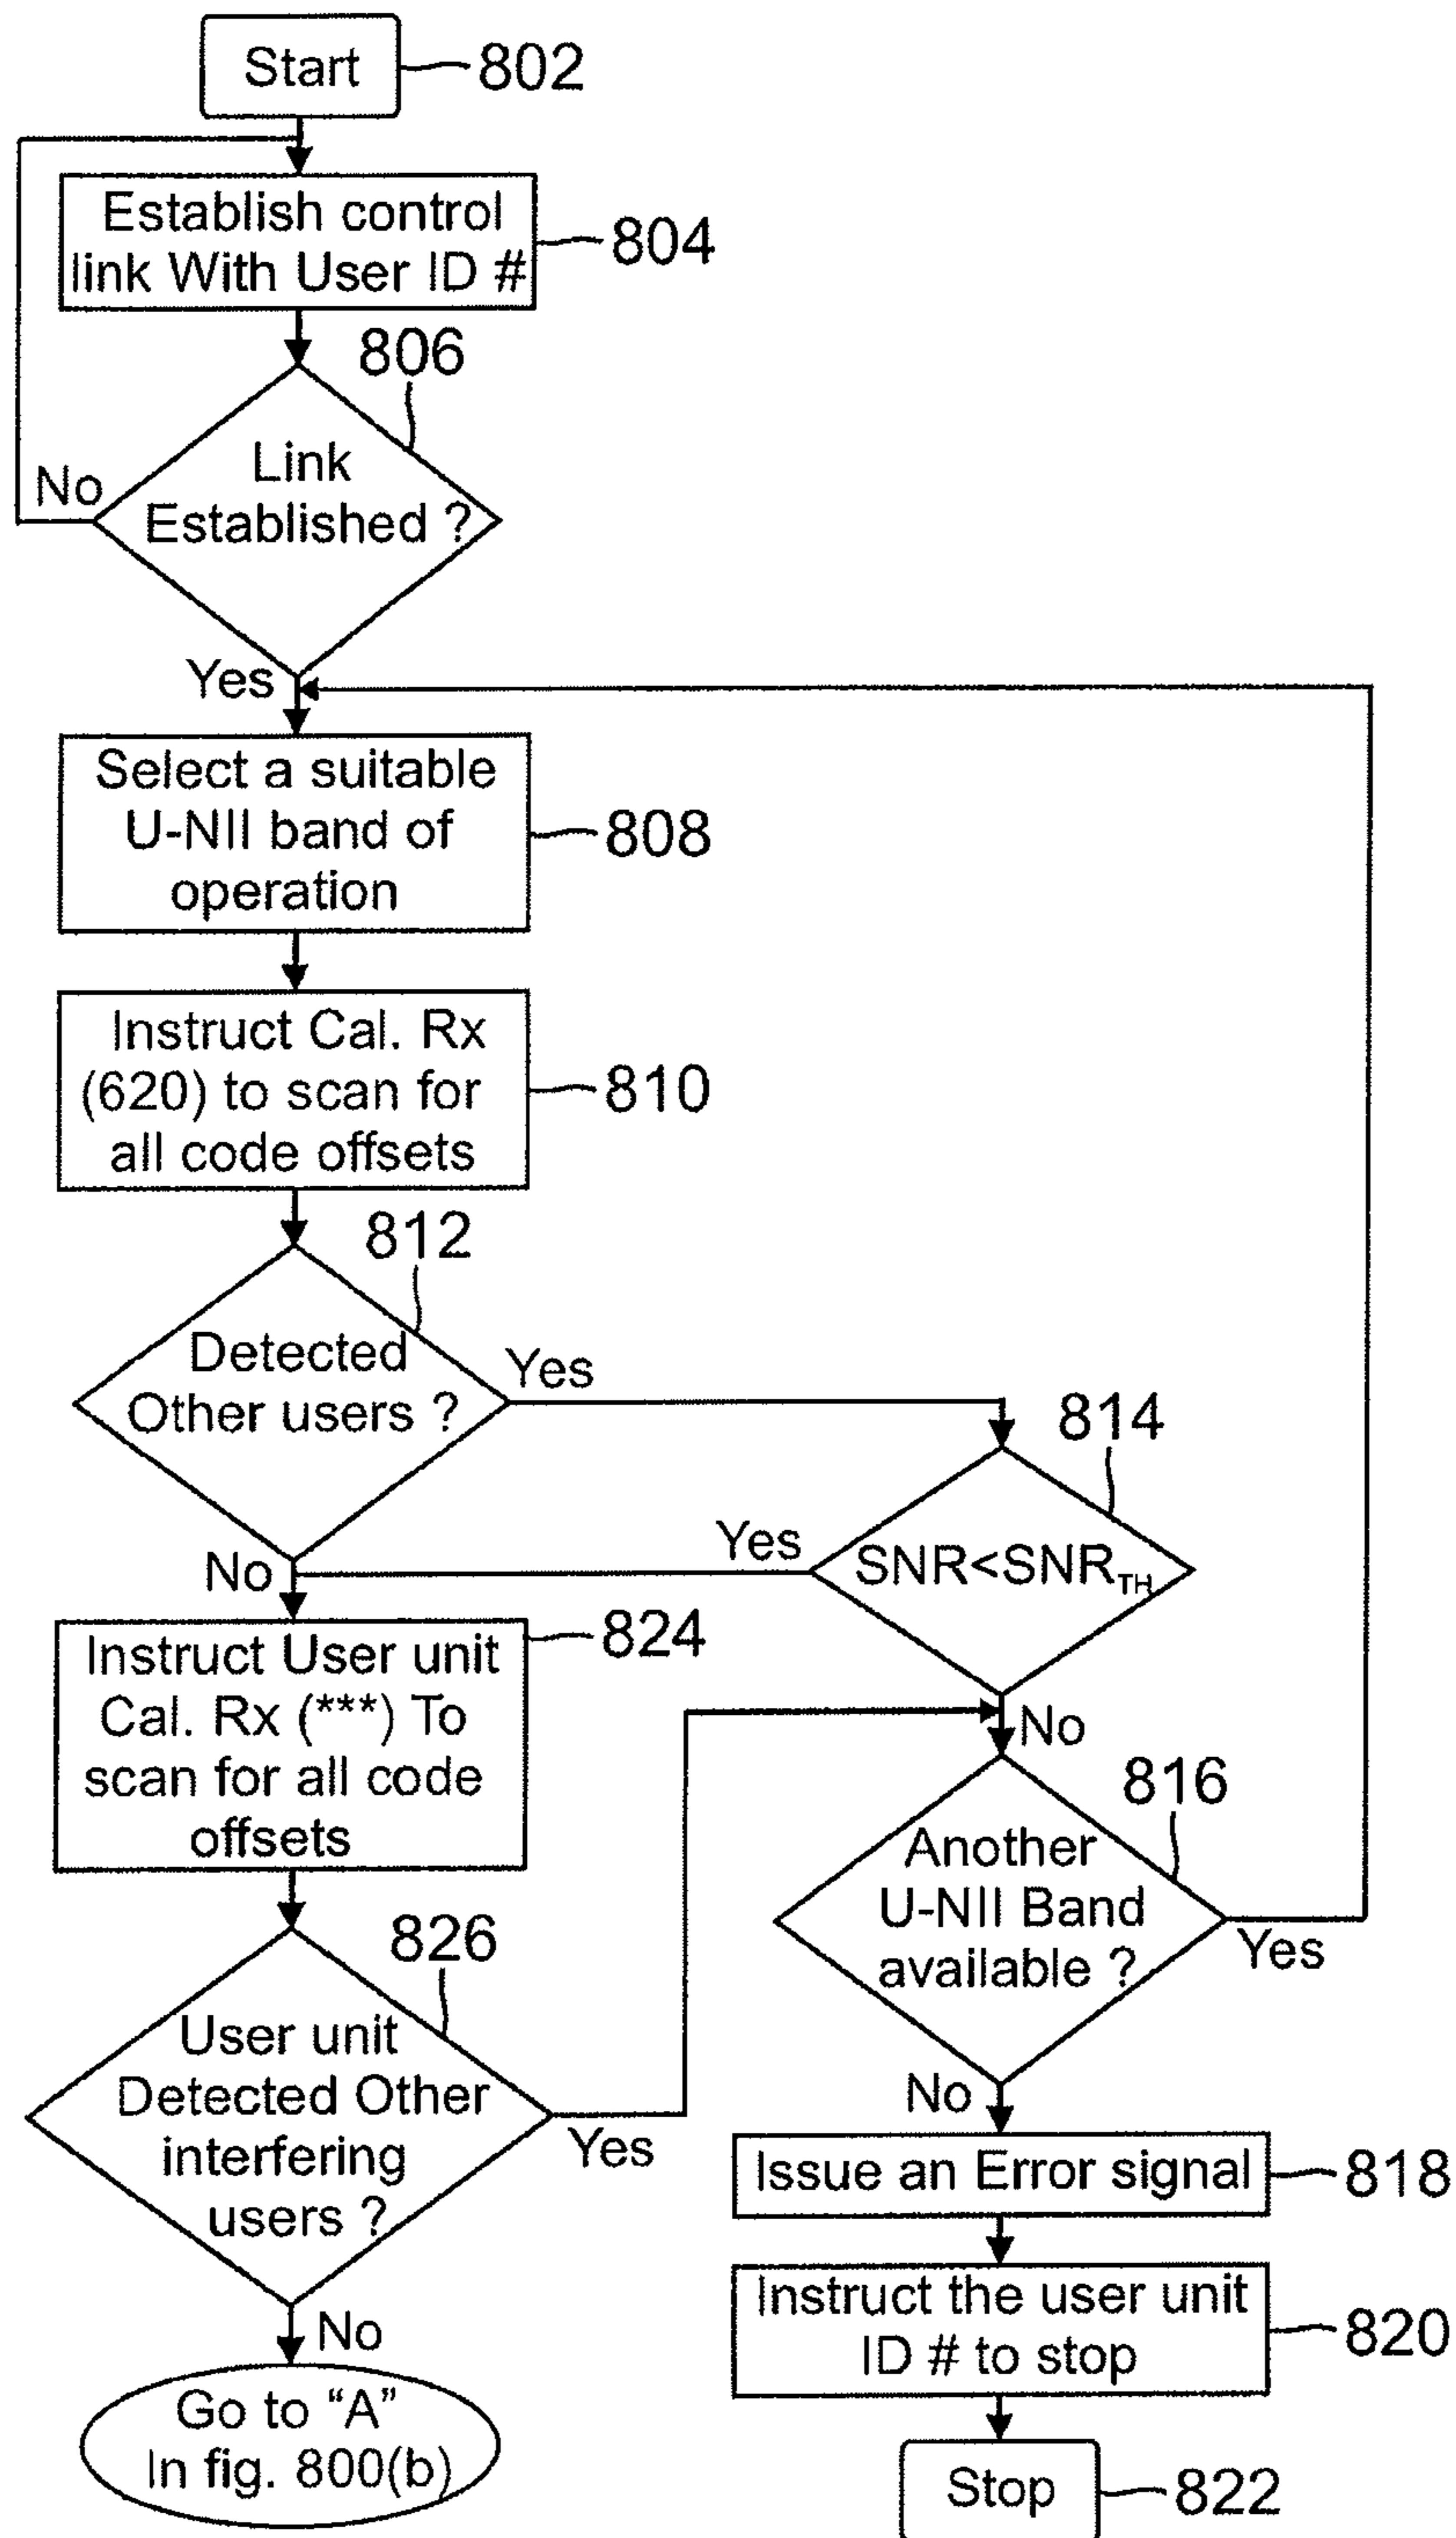 Start
802
Establish control
link With User ID #
804
806
Link
Established ?
No
Yes
Select a suitable
U-NII band of
operation
808
Instruct Cal. Rx
(620) to scan for
all code offsets
810
812
Detected
Other users ?
Yes
No
814
SNR<SNRTH
Yes
No
Instruct User unit
Cal. Rx (***) To
scan for all code
offsets
824
816
Another
U-NII Band
available ?
Yes
No
826
User unit
Detected Other
interfering
users ?
Yes
No
Issue an Error signal
818
Instruct the user unit
ID # to stop
820
Go to “A”
In fig. 800(b)
Stop
822